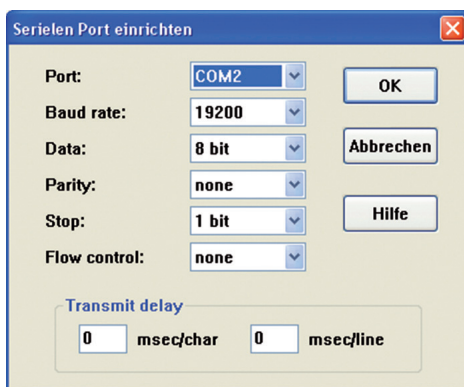 Serielen Port einrichten
Port: COM2
OK
Baud rate: 19200
Data: 8 bit
Abbrechen
Parity: none
Stop: 1 bit
Hilfe
Flow control: none
Transmit delay
0 msec/char 0 msec/line